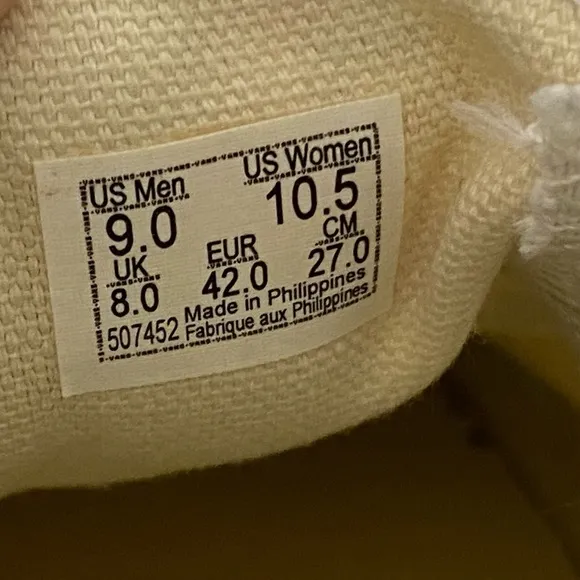 US Men US Women
9.0 10.5
UK EUR CM
8.0 42.0 27.0
Made in Philippines
507452 Fabrique aux Philippines